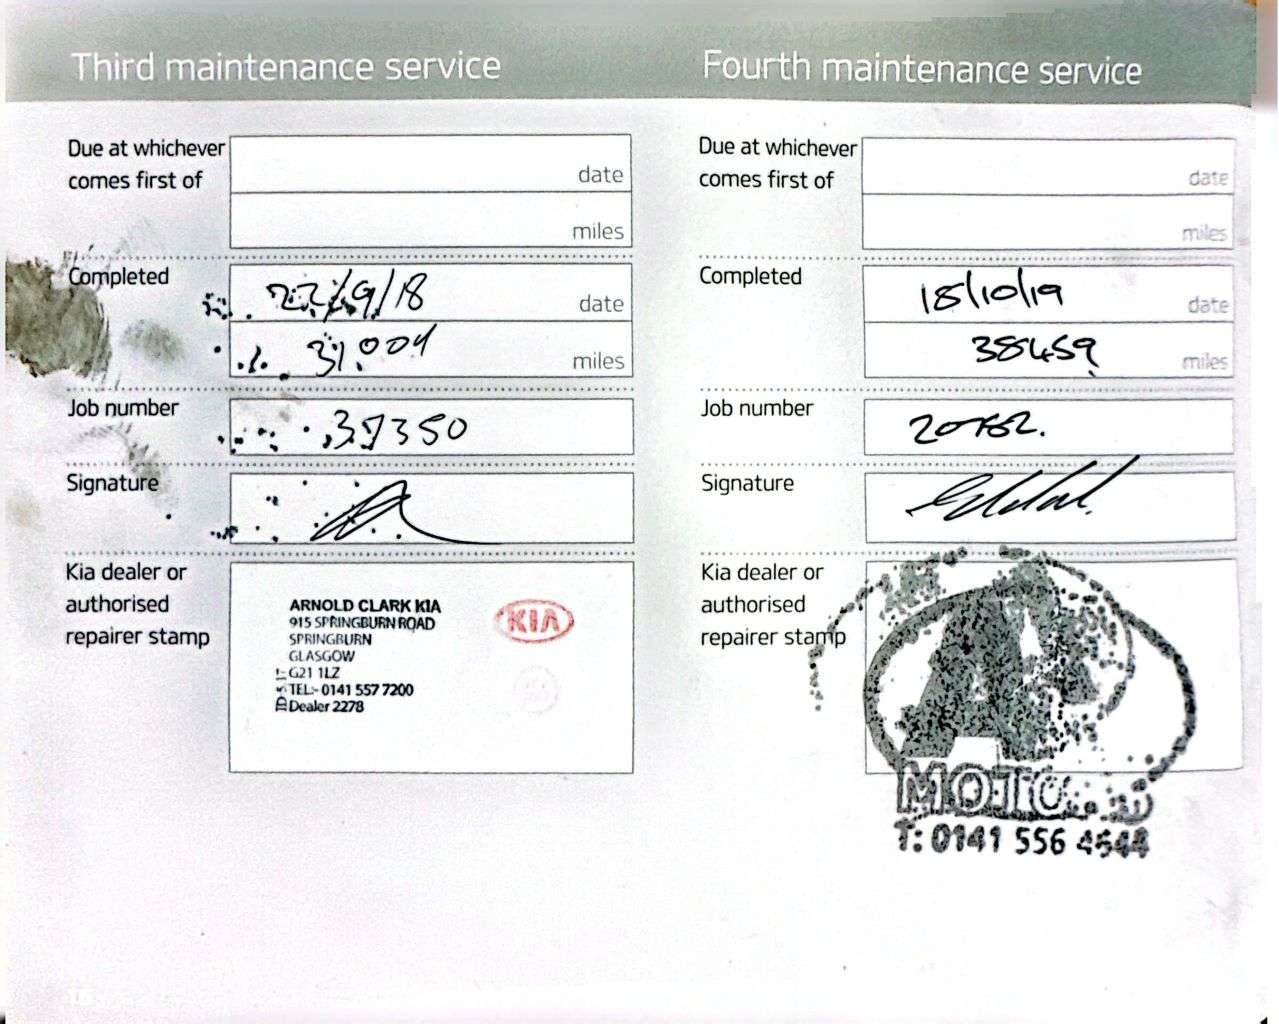 Third maintenance service
Due at whichever
comes first of
date
miles
Completed
22/9/18
date
31,004
miles
Job number
37350
Signature
Kia dealer or
authorised
repairer stamp
ARNOLD CLARK KIA
915 SPRINGBURN ROAD
SPRINGBURN
GLASGOW
G21 1LZ
TEL:- 0141 557 7200
Dealer 2278
KIA
Fourth maintenance service
Due at whichever
comes first of
date
miles
Completed
18/10/19
date
38459
miles
Job number
Signature
Kia dealer or
authorised
repairer stamp
T: 0141 556 4544